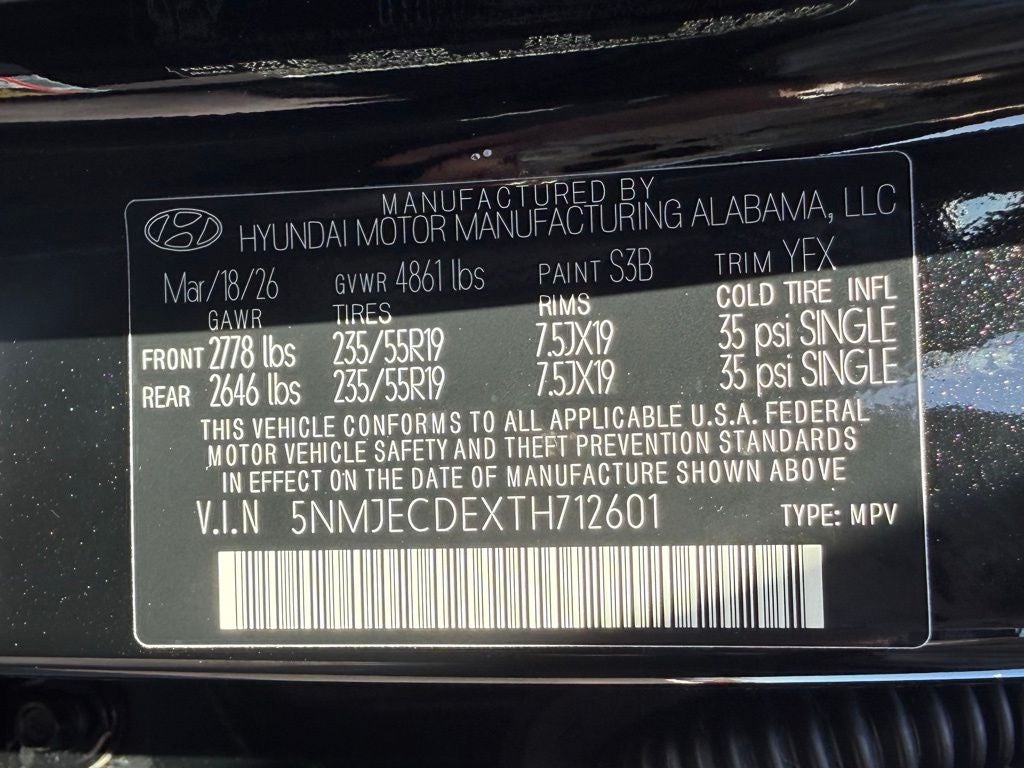 MANUFACTURED BY
HYUNDAI MOTOR MANUFACTURING ALABAMA, LLC
Mar/18/26 GVWR 4861 lbs PAINT S3B TRIM YFX
GAWR TIRES RIMS COLD TIRE INFL
FRONT 2778 lbs 235/55R19 7.5JX19 35 psi SINGLE
REAR 2646 lbs 235/55R19 7.5JX19 35 psi SINGLE
THIS VEHICLE CONFORMS TO ALL APPLICABLE U.S.A. FEDERAL
MOTOR VEHICLE SAFETY AND THEFT PREVENTION STANDARDS
IN EFFECT ON THE DATE OF MANUFACTURE SHOWN ABOVE
V.I.N 5NMJECDEXTH712601 TYPE: MPV